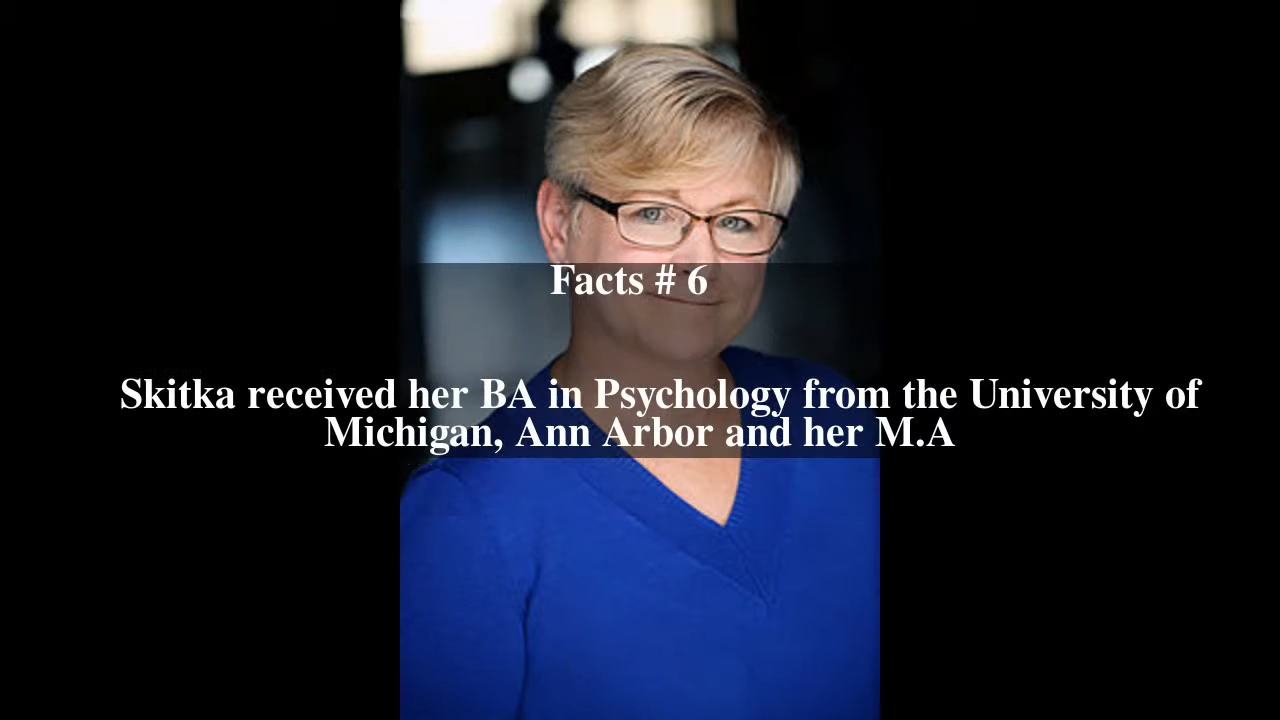 Facts # 6
Skitka received her BA in Psychology from the University of
Michigan, Ann Arbor and her M.A